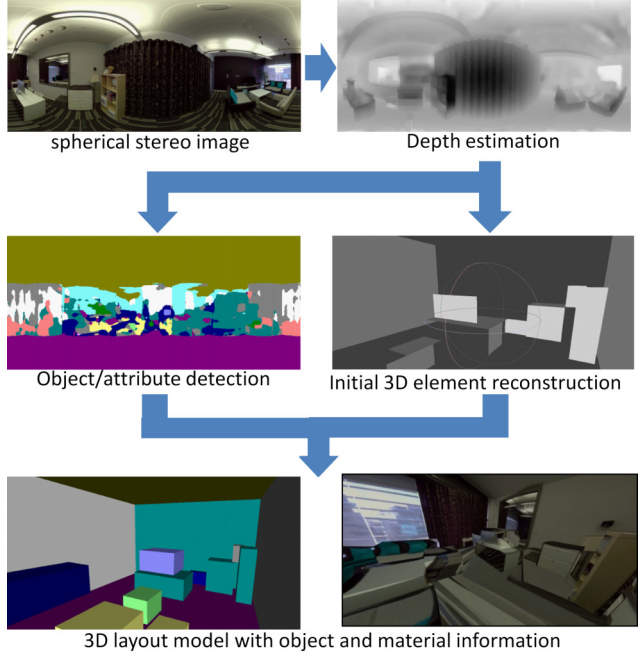 spherical stereo image
Depth estimation
Object/attribute detection
Initial 3D element reconstruction
3D layout model with object and material information